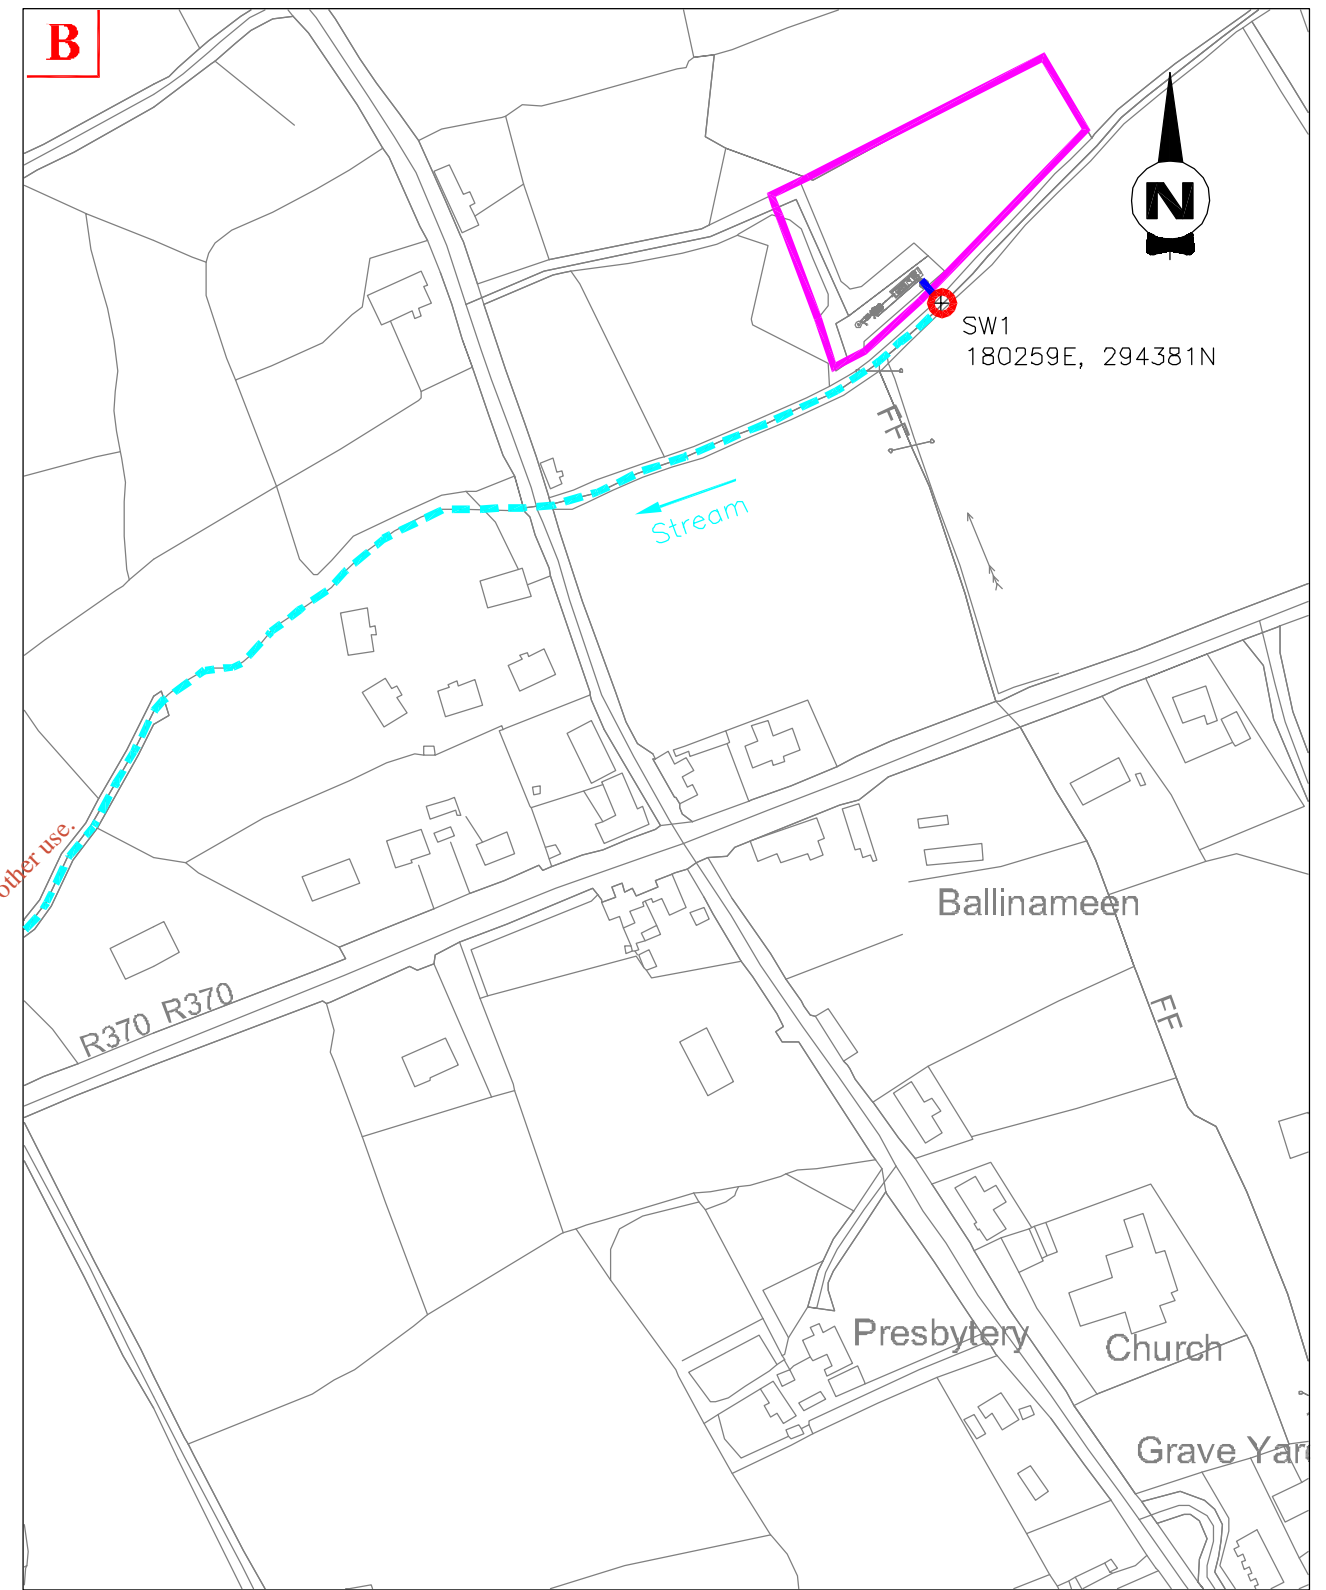 B
N
SW1
180259E, 294381N
FF
Stream
other use.
Ballinameen
R370 R370
FF
Presbytery
Church
Grave Yar